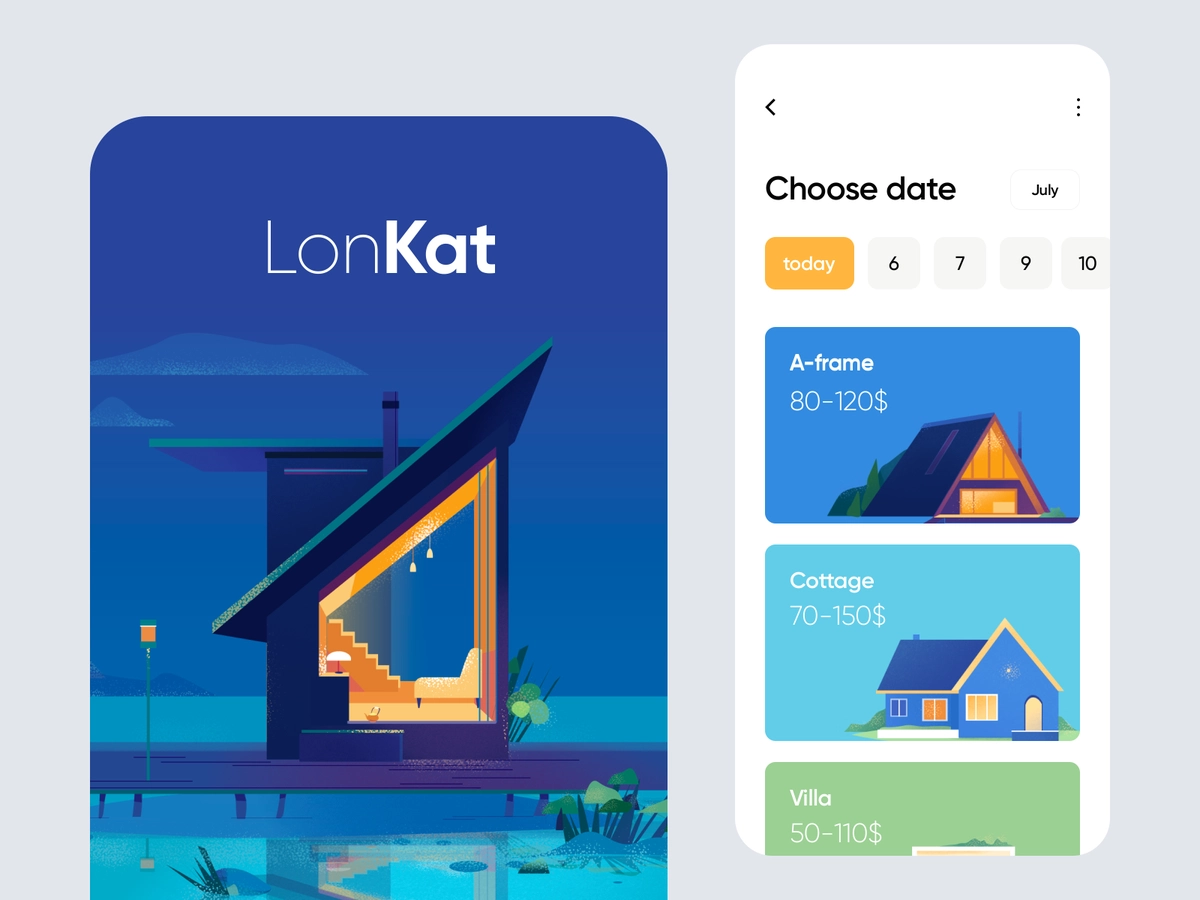 LonKat
Choose date
July
today 6 7 9 10
A-frame
80-120$
Cottage
70-150$
Villa
50-110$